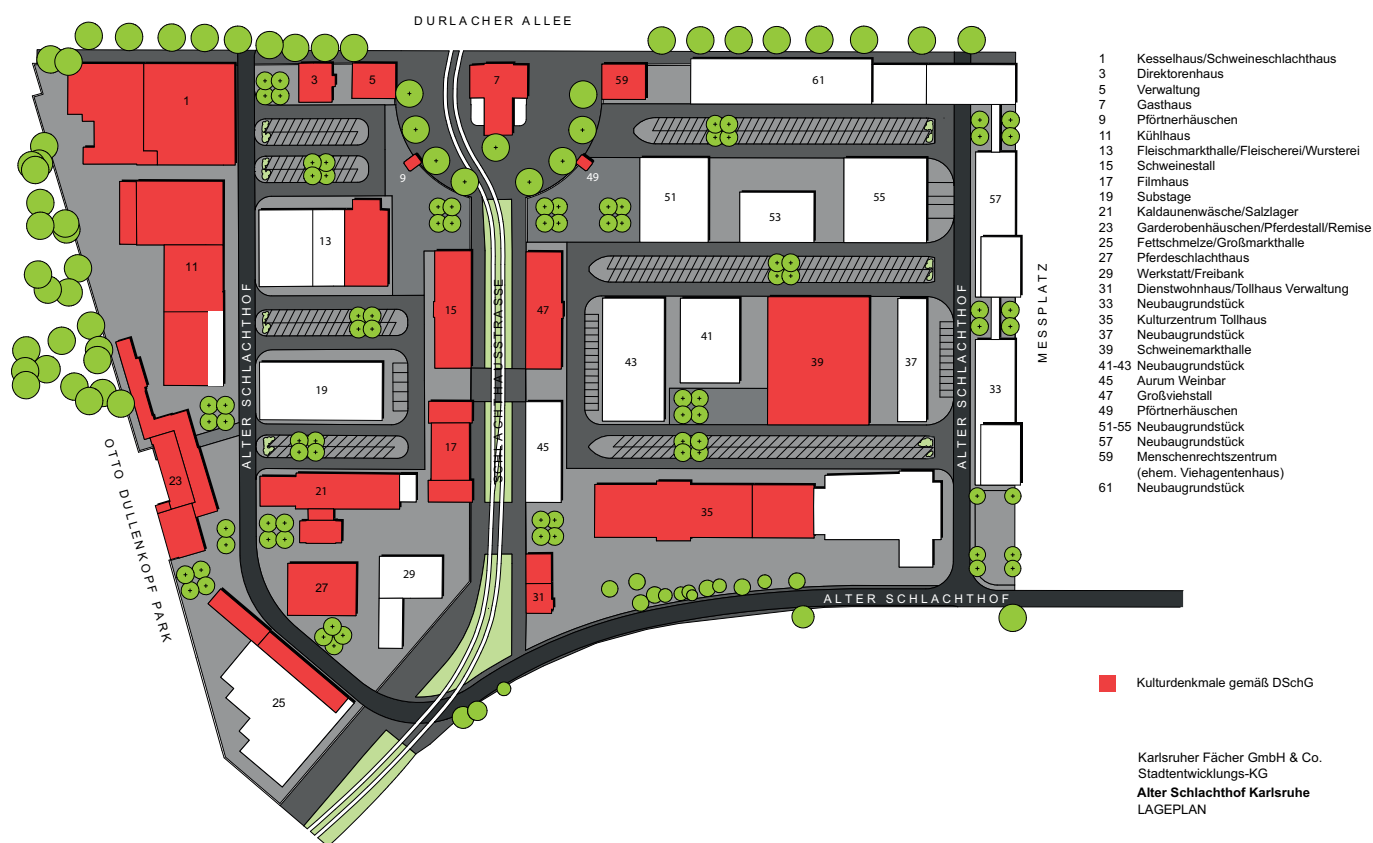 DURLACHER ALLEE
1
3
5
7
59
61
9
49
51
53
55
57
13
11
15
47
43
41
39
37
33
19
17
45
21
23
35
27
29
31
25
ALTER SCHLACHTHOF
SCHLACHTHAUSSTRASSE
ALTER SCHLACHTHOF
MESSPLATZ
OTTO DULLENKOPF PARK
ALTER SCHLACHTHOF
1 Kesselhaus/Schweineschlachthaus
3 Direktorenhaus
5 Verwaltung
7 Gasthaus
9 Pförtnerhäuschen
11 Kühlhaus
13 Fleischmarkthalle/Fleischerei/Wursterei
15 Schweinestall
17 Filmhaus
19 Substage
21 Kaldaunenwäsche/Salzlager
23 Garderobenhäuschen/Pferdestall/Remise
25 Fettschmelze/Großmarkthalle
27 Pferdeschlachthaus
29 Werkstatt/Freibank
31 Dienstwohnhaus/Tollhaus Verwaltung
33 Neubaugrundstück
35 Kulturzentrum Tollhaus
37 Neubaugrundstück
39 Schweinemarkthalle
41-43 Neubaugrundstück
45 Aurum Weinbar
47 Großviehstall
49 Pförtnerhäuschen
51-55 Neubaugrundstück
57 Neubaugrundstück
59 Menschenrechtszentrum
(ehem. Viehagentenhaus)
61 Neubaugrundstück
Kulturdenkmale gemäß DSchG
Karlsruher Fächer GmbH & Co.
Stadtentwicklungs-KG
Alter Schlachthof Karlsruhe
LAGEPLAN